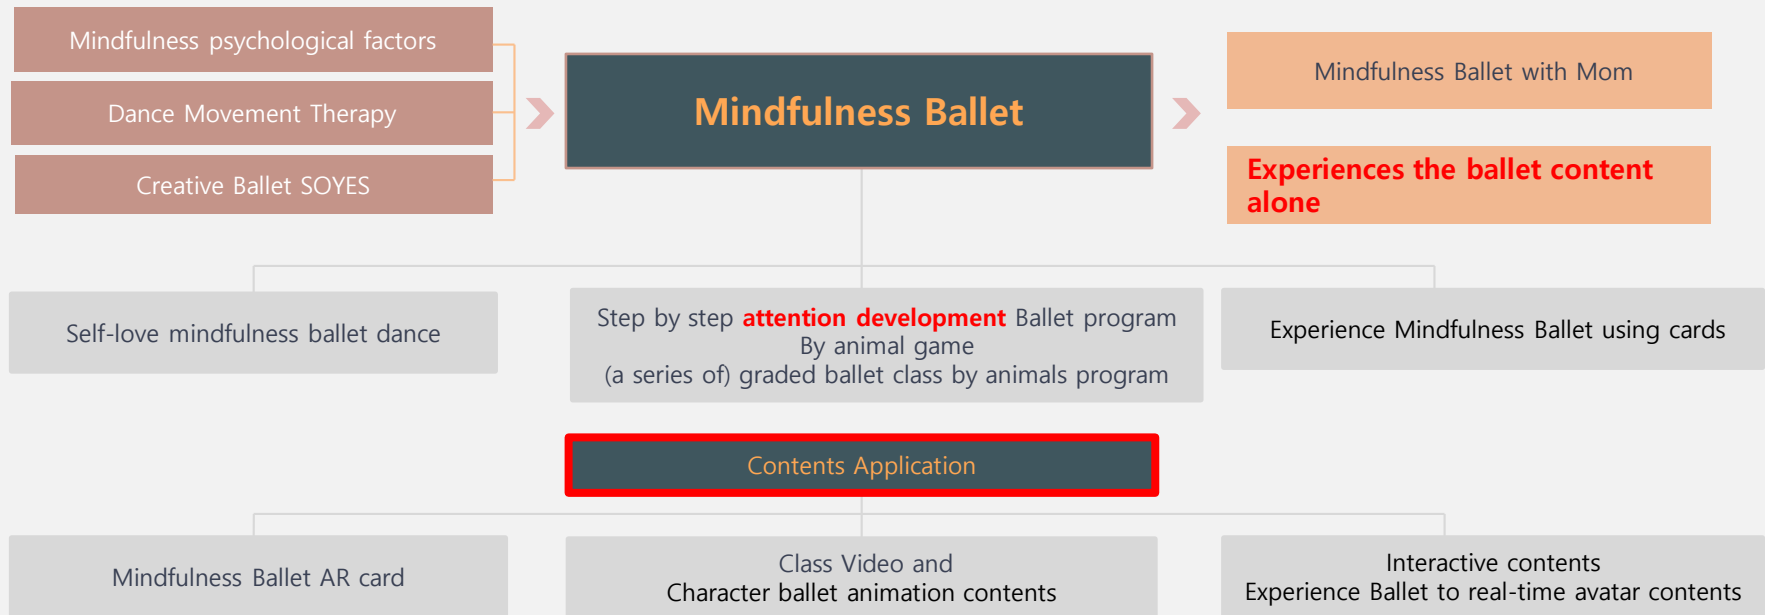 Mindfulness psychological factors
Dance Movement Therapy
Creative Ballet SOYES
Mindfulness Ballet
Mindfulness Ballet with Mom
Experiences the ballet content
alone
Self-love mindfulness ballet dance
Step by step attention development Ballet program
By animal game
(a series of) graded ballet class by animals program
Experience Mindfulness Ballet using cards
Contents Application
Mindfulness Ballet AR card
Class Video and
Character ballet animation contents
Interactive contents
Experience Ballet to real-time avatar contents